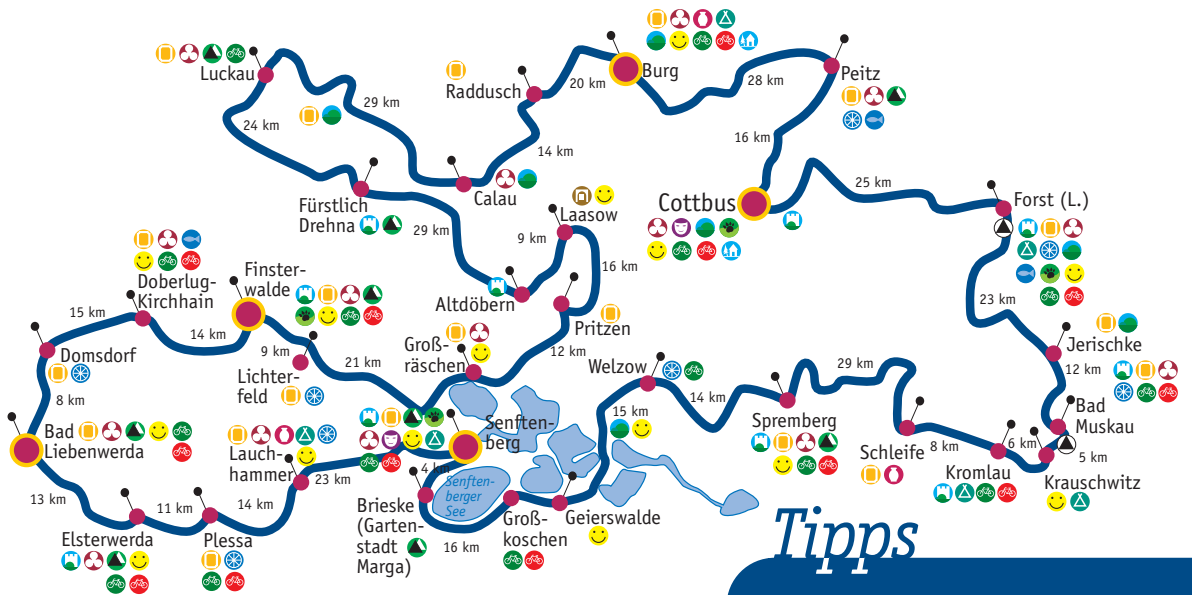 Luckau
24 km
29 km
Raddusch
20 km
Burg
28 km
Peitz
14 km
16 km
Calau
Fürstlich
Drehna
29 km
Laasow
9 km
16 km
Altdöbern
Pritzen
12 km
Cottbus
25 km
Forst (L.)
23 km
Jerischke
12 km
Bad
Muskau
5 km
6 km
Krauschwitz
8 km
Kromlau
Schleife
29 km
Spremberg
14 km
Welzow
15 km
Geierswalde
Groß-
koschen
16 km
Brieske
(Garten-
stadt
Marga)
4 km
Senften-
berger
See
Senften-
berg
Groß-
räschen
21 km
9 km
Lichter-
feld
Finster-
walde
14 km
Doberlug-
Kirchhain
15 km
Domsdorf
8 km
Bad
Liebenwerda
13 km
Elsterwerda
11 km
Plessa
14 km
Lauch-
hammer
23 km
Tipps